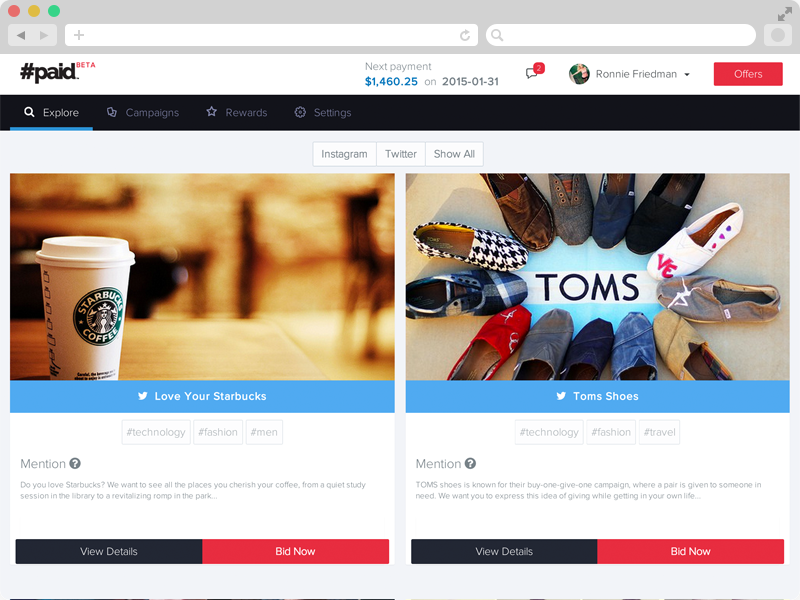 #paid BETA
Next payment
$1,460.25 on 2015-01-31
2
Ronnie Friedman
Offers
Explore
Campaigns
Rewards
Settings
Instagram
Twitter
Show All
STARBUCKS
COFFEE
TOMS
VE
Love Your Starbucks
Toms Shoes
#technology
#fashion
#men
#technology
#fashion
#travel
Mention ?
Mention ?
Do you love Starbucks? We want to see all the places you cherish your coffee, from a quiet study
session in the library to a revitalizing romp in the park...
TOMS shoes is known for their buy-one-give-one campaign, where a pair is given to someone in
need. We want you to express this idea of giving while getting in your own life...
View Details
Bid Now
View Details
Bid Now